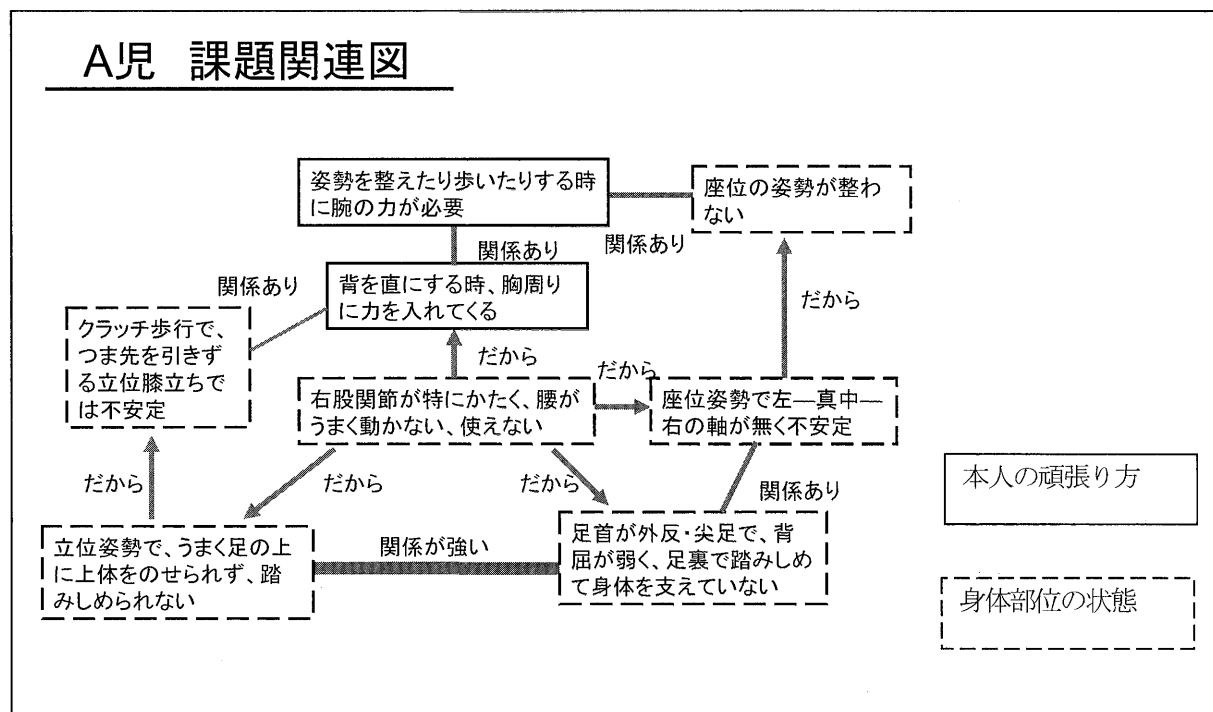 A児 課題関連図
姿勢を整えたり歩いたりする時
に腕の力が必要
座位の姿勢が整わ
ない
関係あり
関係あり
背を直にする時、胸周り
に力を入れてくる
関係あり
だから
クラッチ歩行で、
つま先を引きず
る立位膝立ちで
は不安定
だから
だから
右股関節が特にかたく、腰が
うまく動かない、使えない
座位姿勢で左―真中―
右の軸が無く不安定
だから
だから
だから
関係あり
本人の頑張り方
立位姿勢で、うまく足の上
に上体をのせられず、踏
みしめられない
関係が強い
足首が外反・尖足で、背
屈が弱く、足裏で踏みしめ
て身体を支えていない
身体部位の状態